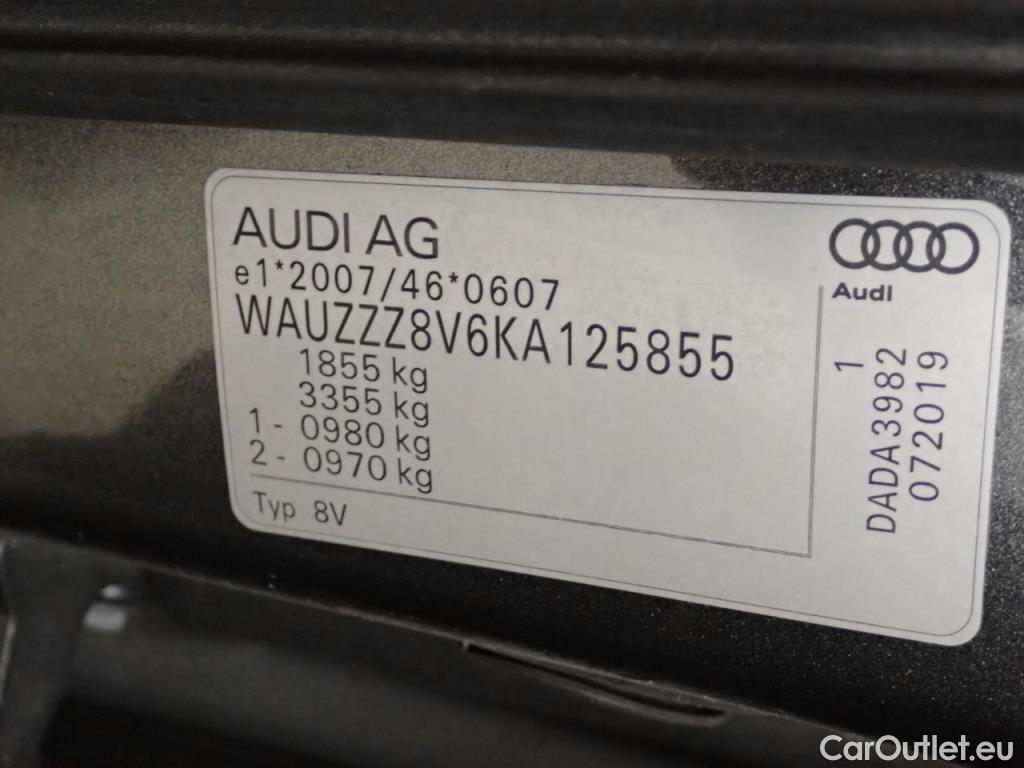 AUDI AG
e1*2007/46*0607
WAUZZZ8V6KA125855
1855 kg
3355 kg
1 - 0980 kg
2 - 0970 kg
Typ 8V
Audi
1
DADA3982
072019
CarOutlet.eu